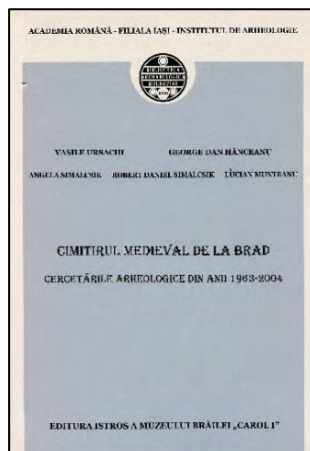 ACADEMIA ROMÂNĂ - FILIALA IAȘI - INSTITUTUL DE ARHEOLOGIE
VASILE URSACHI GEORGE DAN HÂNCEANU
ANGELA SIMALCSIK ROBERT DANIEL SIMALCSIK LUCIAN MUNTEANU
CIMITIRUL MEDIEVAL DE LA BRAD
CERCETĂRILE ARHEOLOGICE DIN ANII 1963-2004
EDITURA ISTROS A MUZEULUI BRĂILEI „CAROL I”